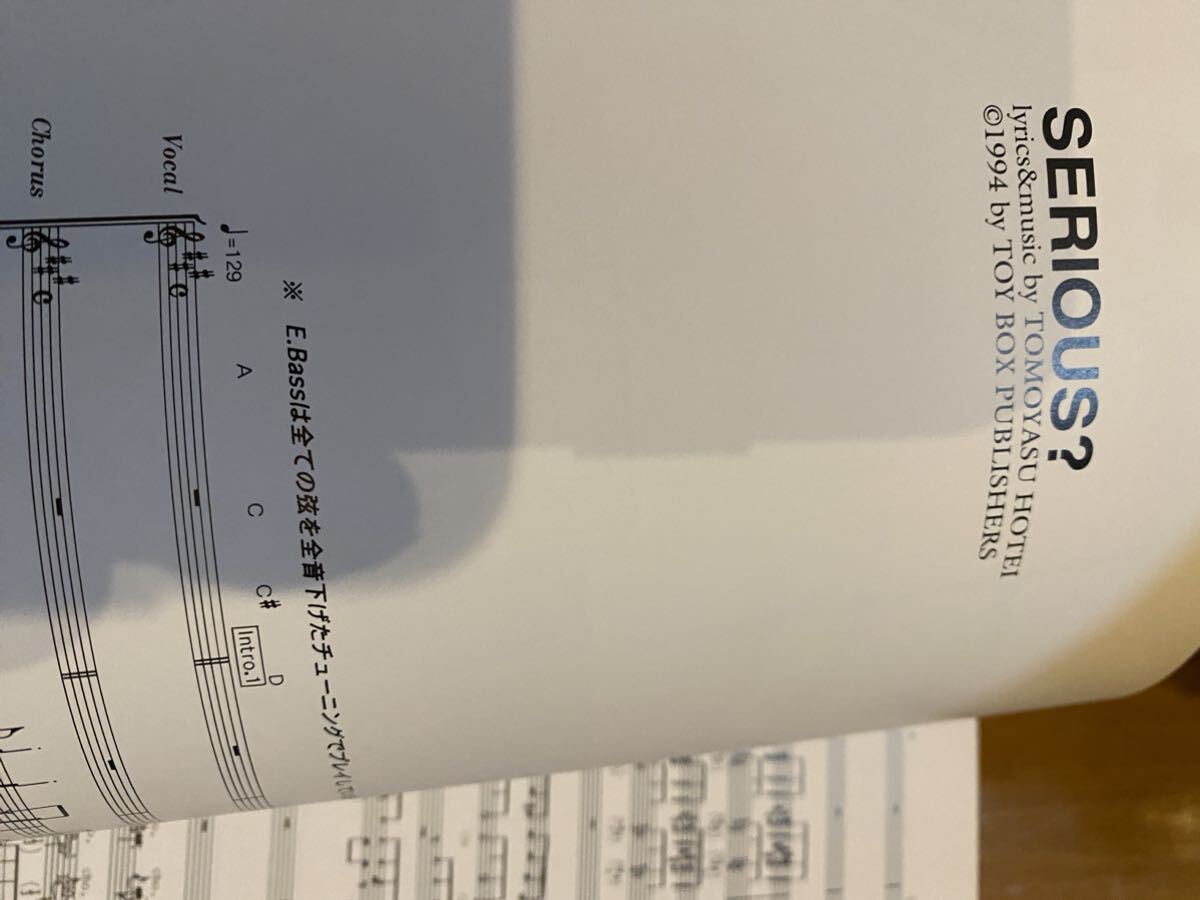 SERIOUS?
lyrics&music by TOMOYASU HOTEI
©1994 by TOY BOX PUBLISHERS
※ E.Bassは全ての弦を全音下げたチューニングでプレイして
♩=129
A C C# D
Intro.1
Vocal
Chorus